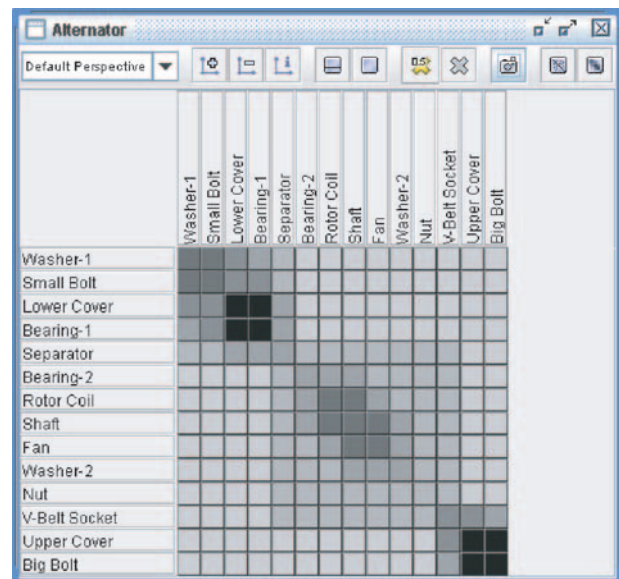 Alternator
Default Perspective
0.5
Washer-1
Small Bolt
Lower Cover
Bearing-1
Separator
Bearing-2
Rotor Coil
Shaft
Fan
Washer-2
Nut
V-Belt Socket
Upper Cover
Big Bolt
Washer-1
Small Bolt
Lower Cover
Bearing-1
Separator
Bearing-2
Rotor Coil
Shaft
Fan
Washer-2
Nut
V-Belt Socket
Upper Cover
Big Bolt